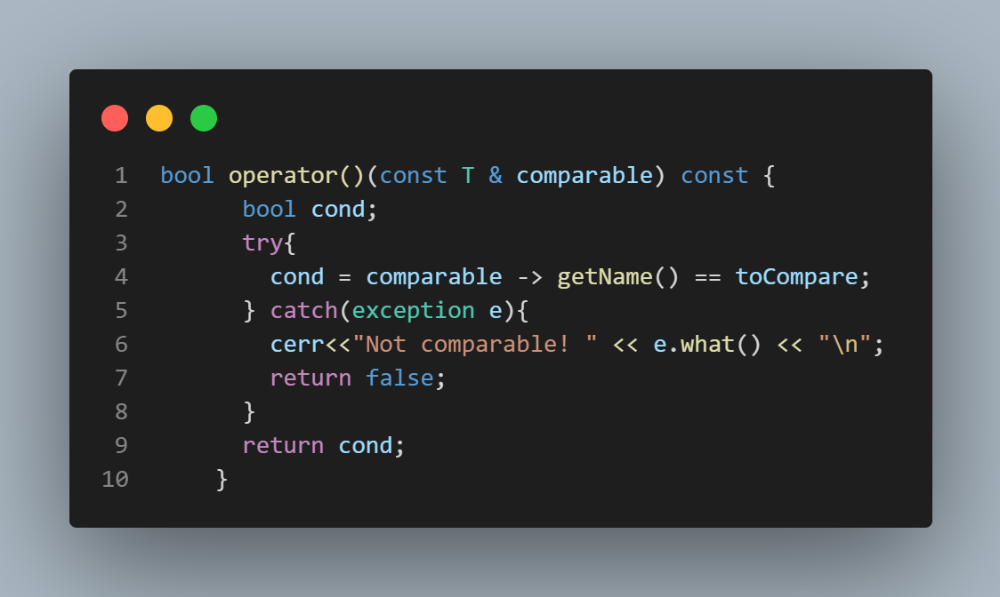 1 bool operator()(const T & comparable) const {
2 bool cond;
3 try{
4 cond = comparable -> getName() == toCompare;
5 } catch(exception e){
6 cerr<<"Not comparable! " << e.what() << "\n";
7 return false;
8 }
9 return cond;
10 }